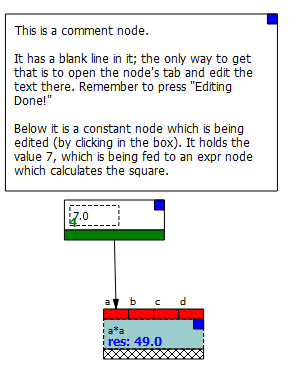 This is a comment node.
It has a blank line in it; the only way to get
that is to open the node's tab and edit the
text there. Remember to press "Editing
Done!"
Below it is a constant node which is being
edited (by clicking in the box). It holds the
value 7, which is being fed to an expr node
which calculates the square.
7.0
4
a b c d
a*a
res: 49.0